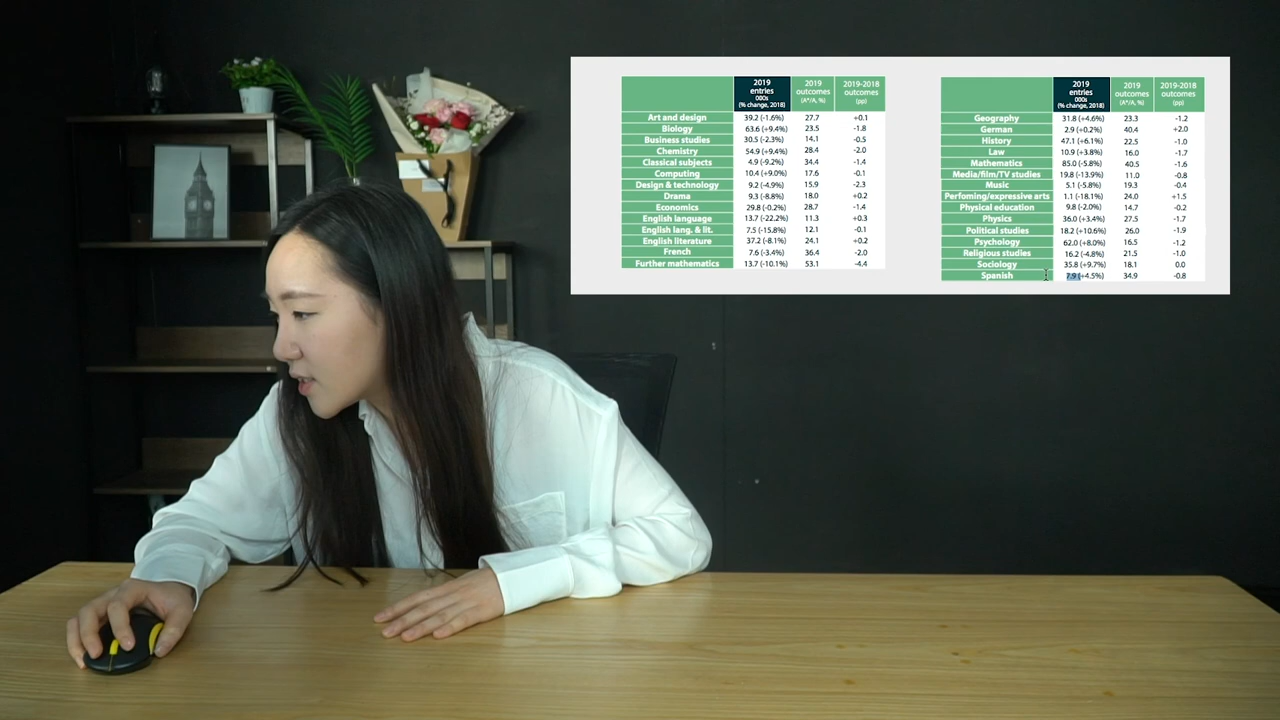 2019 entries 000s (% change, 2018) 2019 outcomes (A*/A, %) 2019-2018 outcomes (pp)
Art and design 39.2 (-1.6%) 27.7 +0.1
Biology 63.6 (+9.4%) 23.5 -1.8
Business studies 30.5 (-2.3%) 14.1 -0.5
Chemistry 54.9 (+9.4%) 28.4 -2.0
Classical subjects 4.9 (-9.2%) 34.4 -1.4
Computing 10.4 (+9.0%) 17.6 -0.1
Design & technology 9.2 (-4.9%) 15.9 -2.3
Drama 9.3 (-8.8%) 18.0 +0.2
Economics 29.8 (-0.2%) 28.7 -1.4
English language 13.7 (-22.2%) 11.3 +0.3
English lang. & lit. 7.5 (-15.8%) 12.1 -0.1
English literature 37.2 (-8.1%) 24.1 +0.2
French 7.6 (-3.4%) 36.4 -2.0
Further mathematics 13.7 (-10.1%) 53.1 -4.4
2019 entries 000s (% change, 2018) 2019 outcomes (A*/A, %) 2019-2018 outcomes (pp)
Geography 31.8 (+4.6%) 23.3 -1.2
German 2.9 (+0.2%) 40.4 +2.0
History 47.1 (+6.1%) 22.5 -1.0
Law 10.9 (+3.8%) 16.0 -1.7
Mathematics 85.0 (-5.8%) 40.5 -1.6
Media/film/TV studies 19.8 (-13.9%) 11.0 -0.8
Music 5.1 (-5.8%) 19.3 -0.4
Perfoming/expressive arts 1.1 (-18.1%) 24.0 +1.5
Physical education 9.8 (-2.0%) 14.7 -0.2
Physics 36.0 (+3.4%) 27.5 -1.7
Political studies 18.2 (+10.6%) 26.0 -1.9
Psychology 62.0 (+8.0%) 16.5 -1.2
Religious studies 16.2 (-4.8%) 21.5 -1.0
Sociology 35.8 (+9.7%) 18.1 0.0
Spanish 7.9 (+4.5%) 34.9 -0.8